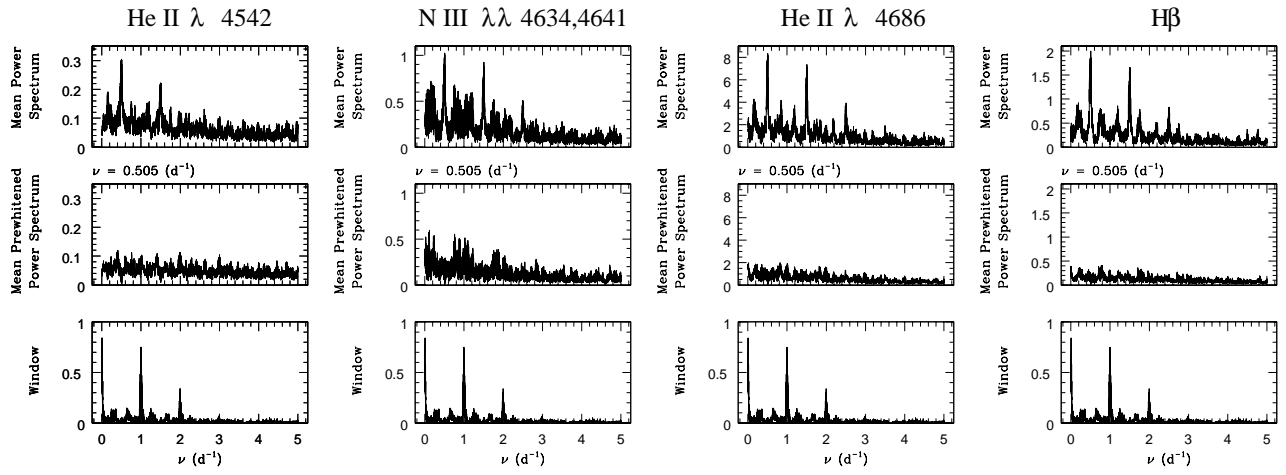 He II λ 4542
N III λλ 4634,4641
He II λ 4686
Hβ
Mean Power
Spectrum
0.3
0.2
0.1
0
Mean Power
Spectrum
1
0.5
0
Mean Power
Spectrum
8
6
4
2
0
Mean Power
Spectrum
2
1.5
1
0.5
0
ν = 0.505 (d⁻¹)
ν = 0.505 (d⁻¹)
ν = 0.505 (d⁻¹)
ν = 0.505 (d⁻¹)
Mean Prewhitened
Power Spectrum
0.3
0.2
0.1
0
Mean Prewhitened
Power Spectrum
1
0.5
0
Mean Prewhitened
Power Spectrum
8
6
4
2
0
Mean Prewhitened
Power Spectrum
2
1.5
1
0.5
0
Window
1
0.5
0
0 1 2 3 4 5
ν (d⁻¹)
Window
1
0.5
0
0 1 2 3 4 5
ν (d⁻¹)
Window
1
0.5
0
0 1 2 3 4 5
ν (d⁻¹)
Window
1
0.5
0
0 1 2 3 4 5
ν (d⁻¹)